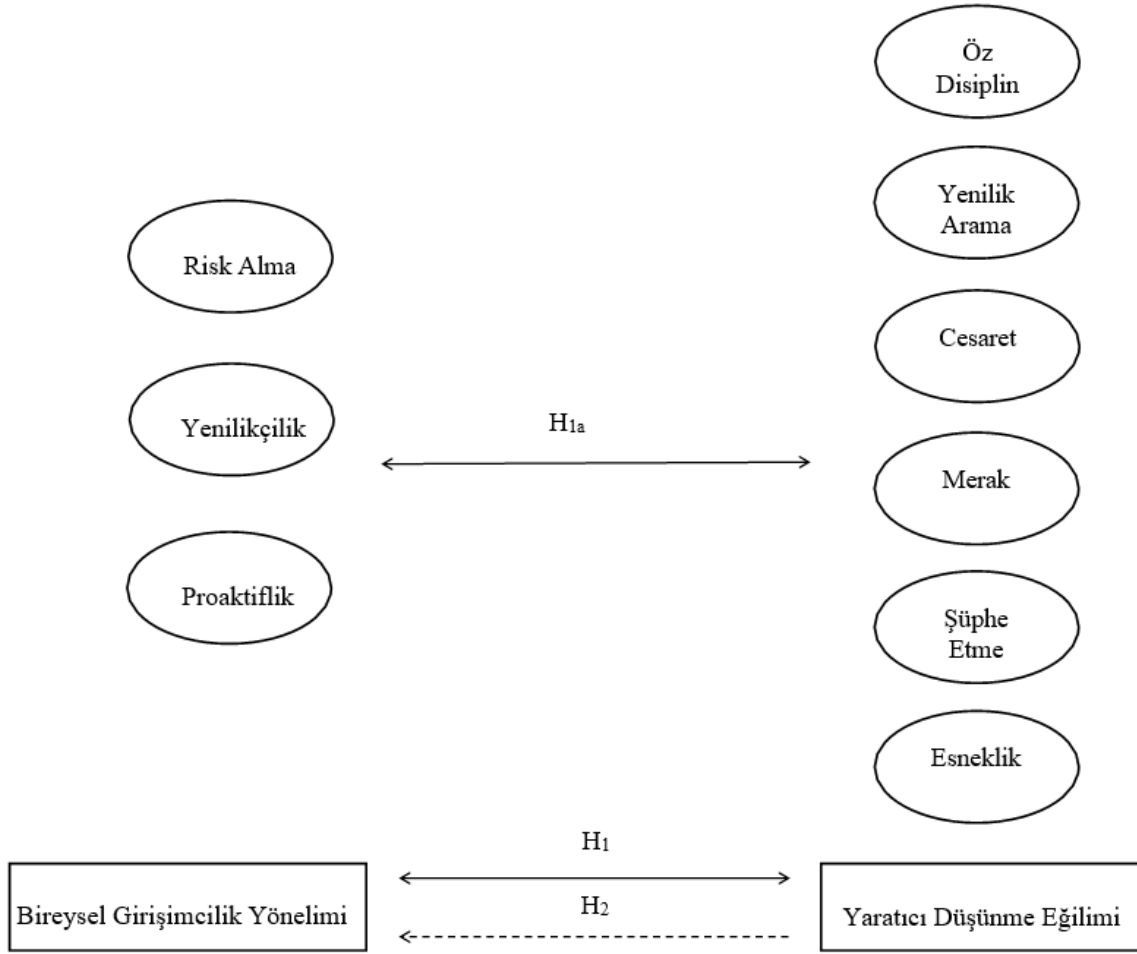 Öz
Disiplin
Yenilik
Arama
Risk Alma
Cesaret
Yenilikçilik
H1a
Merak
Proaktiflik
Şüphe
Etme
Esneklik
H1
Bireysel Girişimcilik Yönelimi
H2
Yaratıcı Düşünme Eğilimi